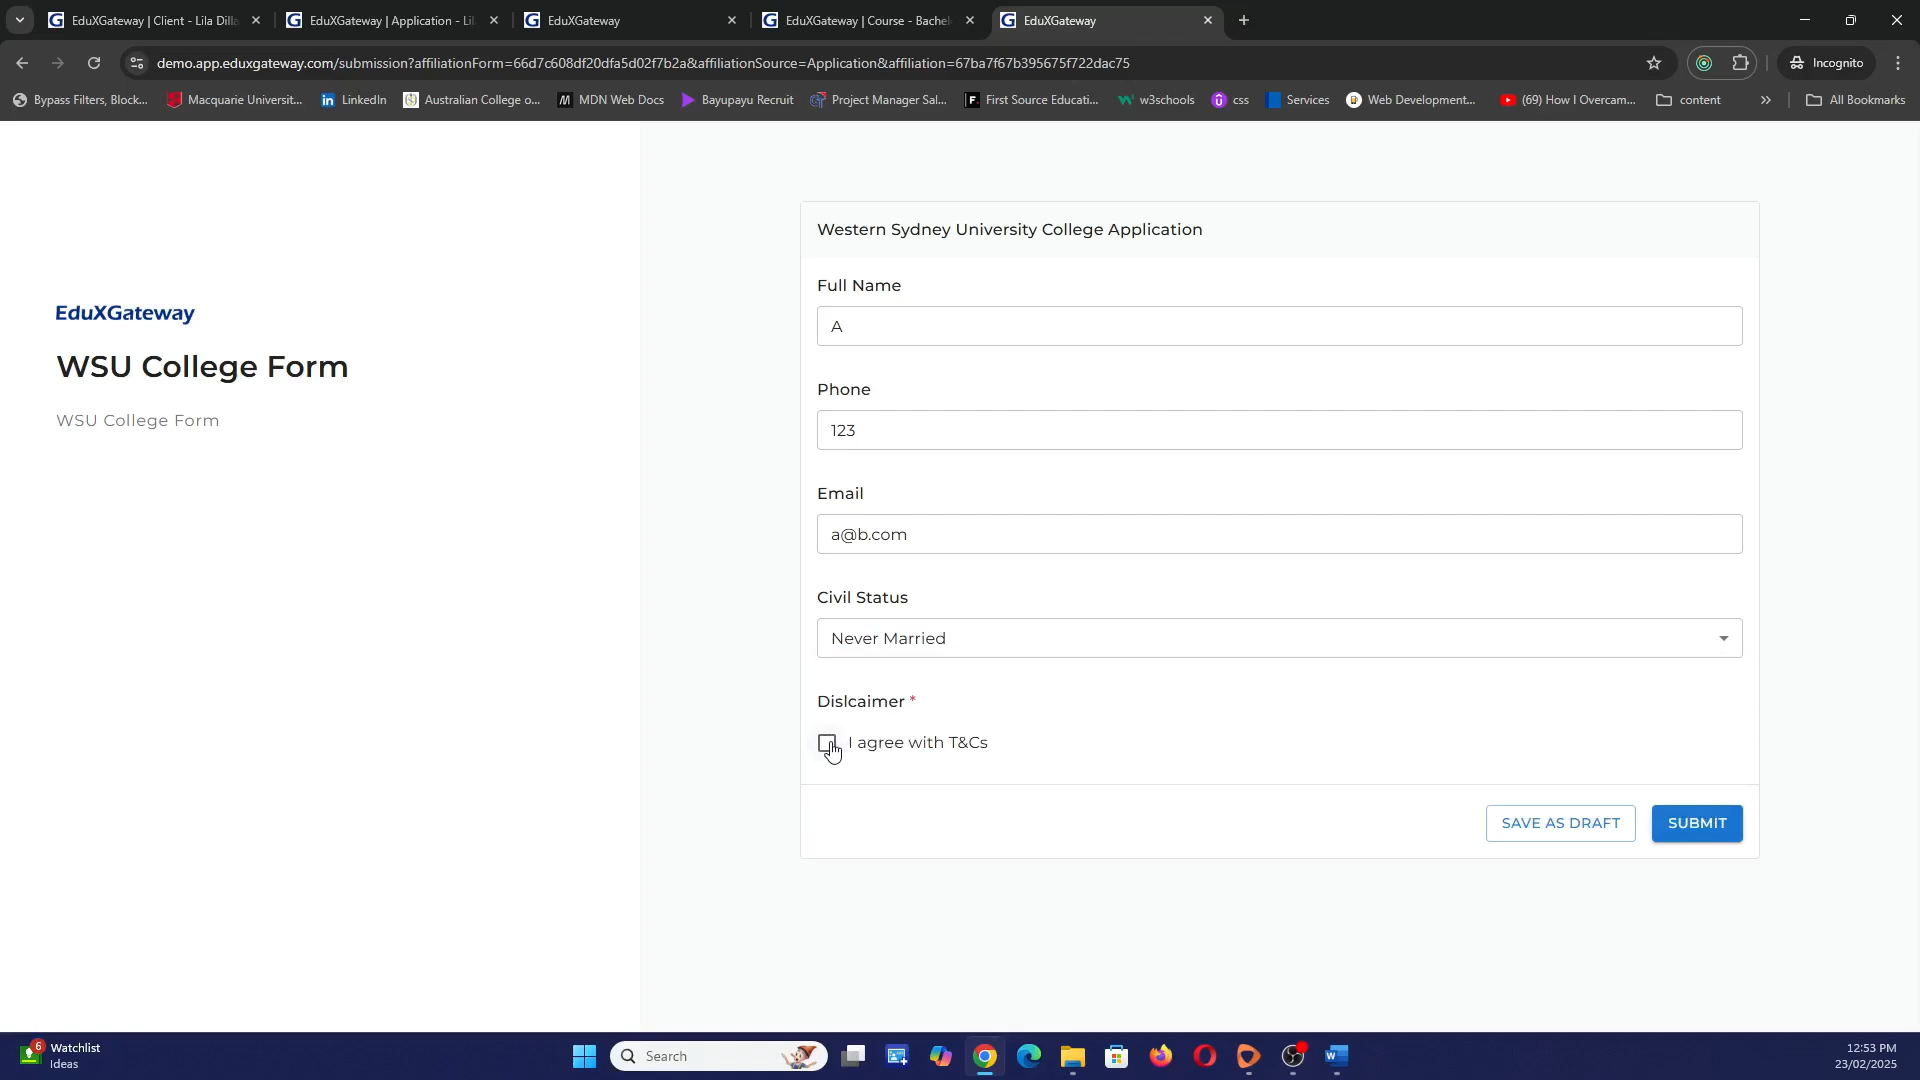 EduXGateway | Client - Lila Dilla
EduXGateway | Application - Lil
EduXGateway
EduXGateway | Course - Bachel
EduXGateway
demo.app.eduxgateway.com/submission?affiliationForm=66d7c608df20dfa5d02f7b2a&affiliationSource=Application&affiliation=67ba7f67b395675f722dac75
Incognito
Bypass Filters, Block...
Macquarie Universit...
LinkedIn
Australian College o...
MDN Web Docs
Bayupayu Recruit
Project Manager Sal...
First Source Educati...
w3schools
css
Services
Web Development...
(69) How I Overcam...
content
All Bookmarks
EduXGateway
WSU College Form
WSU College Form
Western Sydney University College Application
Full Name
A
Phone
123
Email
a@b.com
Civil Status
Never Married
Dislcaimer *
I agree with T&Cs
SAVE AS DRAFT
SUBMIT
6
Watchlist
Ideas
Search
12:53 PM
23/02/2025